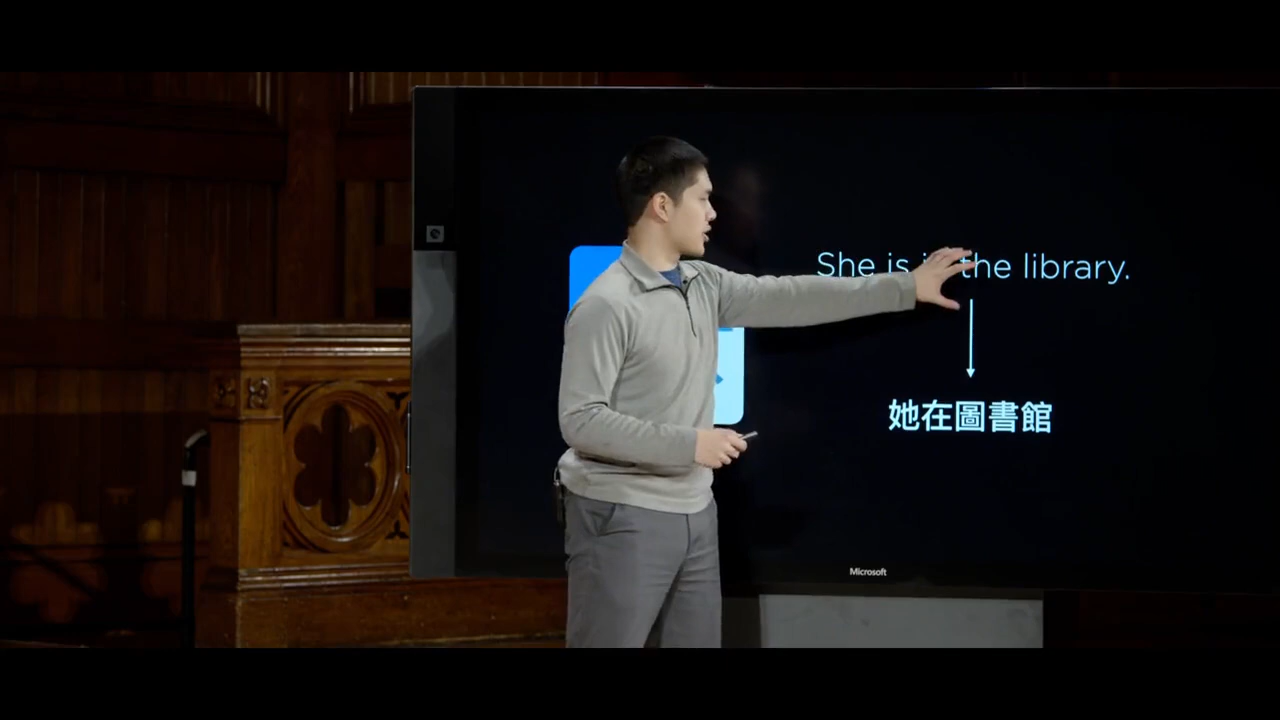 She is the library.
她在圖書館
Microsoft